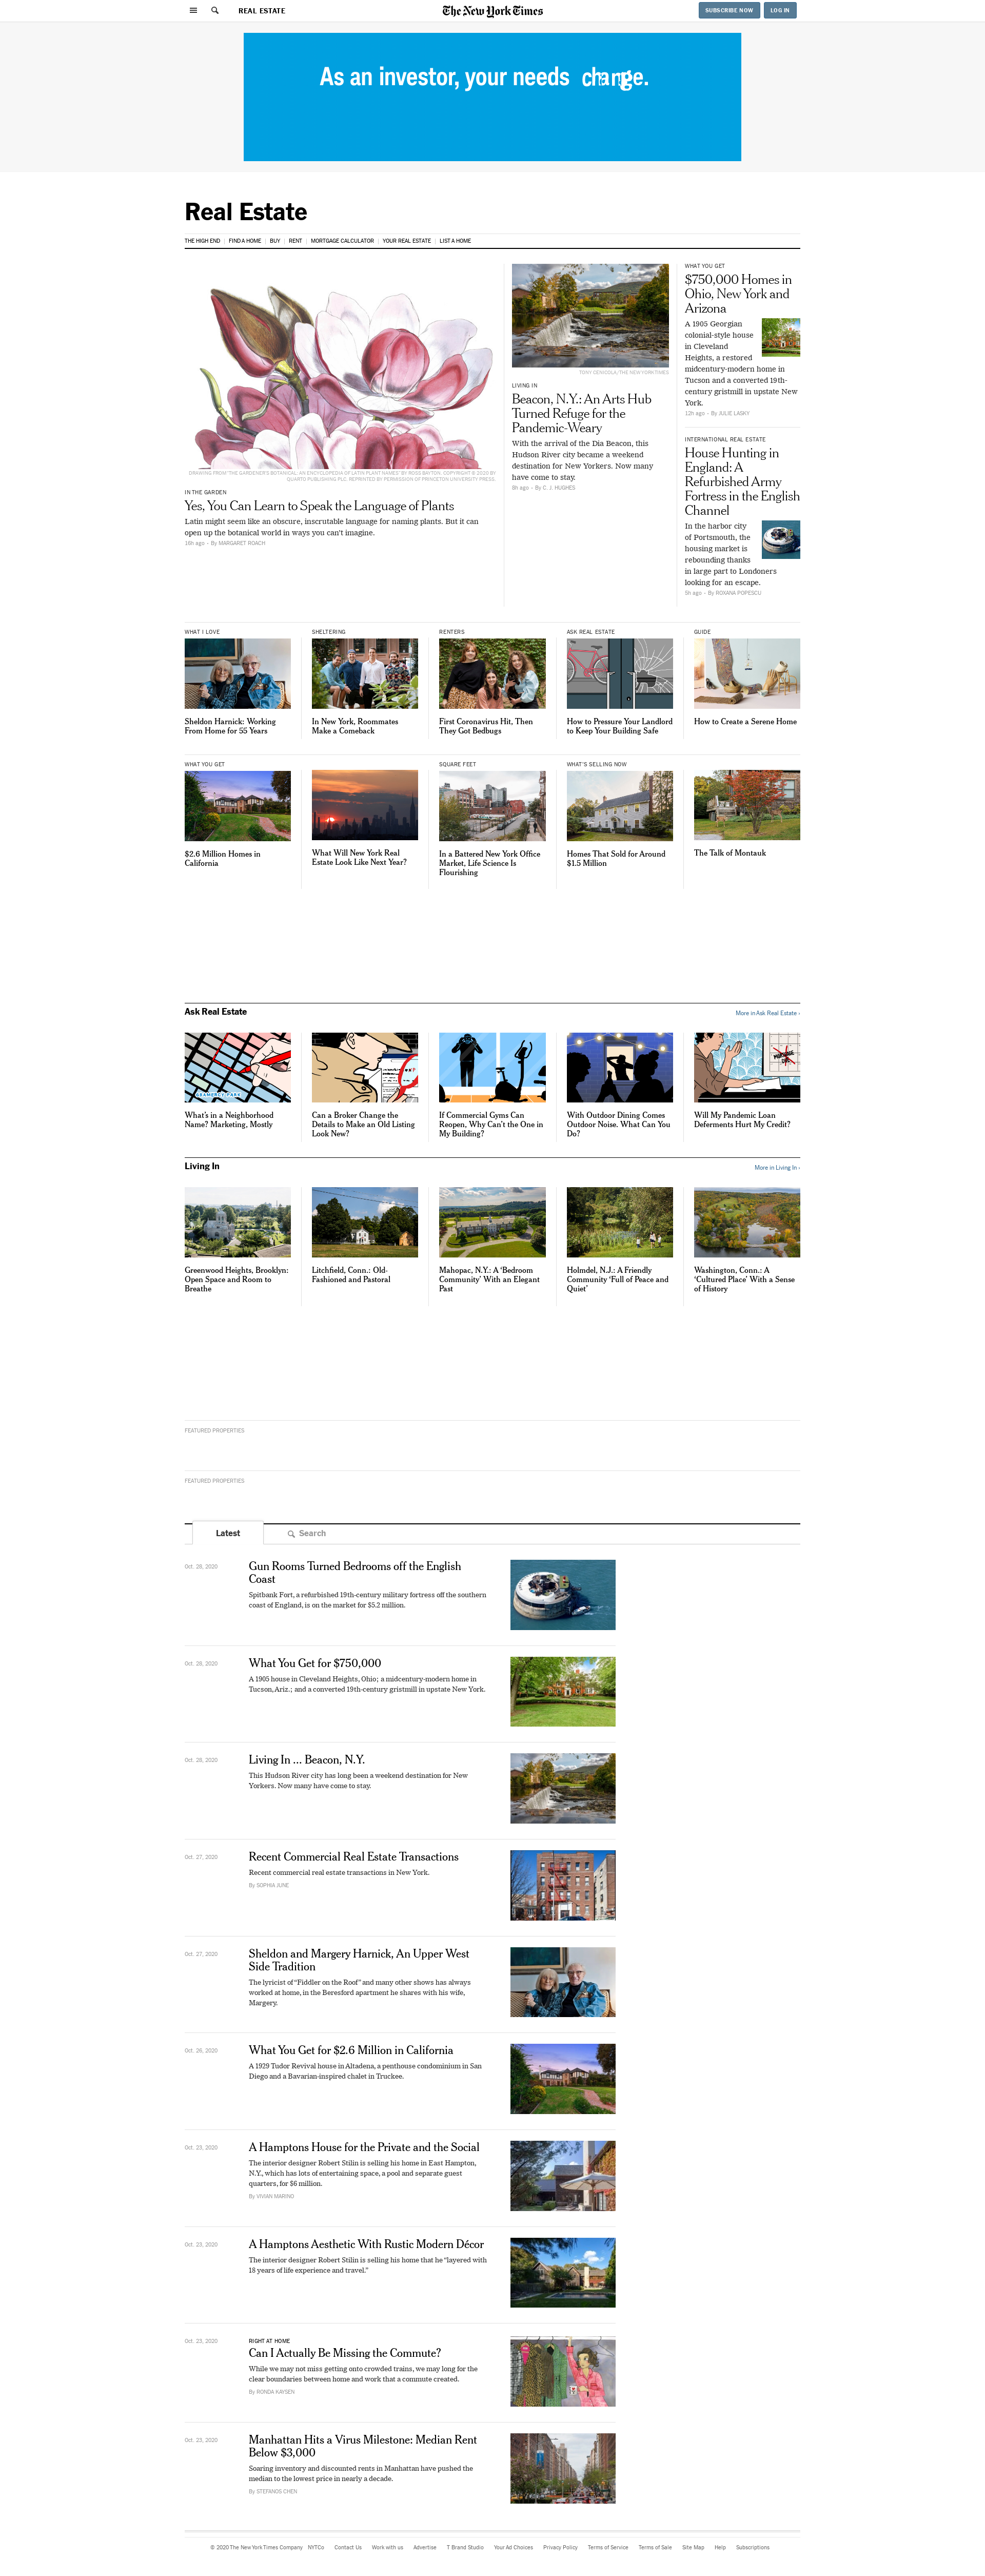 REAL ESTATE
The New York Times
SUBSCRIBE NOW
LOG IN
As an investor, your needs change.
Real Estate
THE HIGH END
FIND A HOME
BUY
RENT
MORTGAGE CALCULATOR
YOUR REAL ESTATE
LIST A HOME
DRAWING FROM "THE GARDENER'S BOTANICAL: AN ENCYCLOPEDIA OF LATIN PLANT NAMES" BY ROSS BAYTON. COPYRIGHT © 2020 BY
QUARTO PUBLISHING PLC. REPRINTED BY PERMISSION OF PRINCETON UNIVERSITY PRESS.
IN THE GARDEN
Yes, You Can Learn to Speak the Language of Plants
Latin might seem like an obscure, inscrutable language for naming plants. But it can
open up the botanical world in ways you can't imagine.
16h ago – By MARGARET ROACH
TONY CENICOLA/THE NEW YORK TIMES
LIVING IN
Beacon, N.Y.: An Arts Hub
Turned Refuge for the
Pandemic-Weary
With the arrival of the Dia Beacon, this
Hudson River city became a weekend
destination for New Yorkers. Now many
have come to stay.
8h ago – By C. J. HUGHES
WHAT YOU GET
$750,000 Homes in
Ohio, New York and
Arizona
A 1905 Georgian
colonial-style house
in Cleveland
Heights, a restored
midcentury-modern home in
Tucson and a converted 19th-
century gristmill in upstate New
York.
12h ago – By JULIE LASKY
INTERNATIONAL REAL ESTATE
House Hunting in
England: A
Refurbished Army
Fortress in the English
Channel
In the harbor city
of Portsmouth, the
housing market is
rebounding thanks
in large part to Londoners
looking for an escape.
5h ago – By ROXANA POPESCU
WHAT I LOVE
Sheldon Harnick: Working
From Home for 55 Years
SHELTERING
In New York, Roommates
Make a Comeback
RENTERS
First Coronavirus Hit, Then
They Got Bedbugs
ASK REAL ESTATE
How to Pressure Your Landlord
to Keep Your Building Safe
GUIDE
How to Create a Serene Home
WHAT YOU GET
$2.6 Million Homes in
California
What Will New York Real
Estate Look Like Next Year?
SQUARE FEET
In a Battered New York Office
Market, Life Science Is
Flourishing
WHAT'S SELLING NOW
Homes That Sold for Around
$1.5 Million
The Talk of Montauk
Ask Real Estate
More in Ask Real Estate ›
GRAMERCY PARK
What's in a Neighborhood
Name? Marketing, Mostly
Can a Broker Change the
Details to Make an Old Listing
Look New?
If Commercial Gyms Can
Reopen, Why Can't the One in
My Building?
With Outdoor Dining Comes
Outdoor Noise. What Can You
Do?
Will My Pandemic Loan
Deferments Hurt My Credit?
Living In
More in Living In ›
Greenwood Heights, Brooklyn:
Open Space and Room to
Breathe
Litchfield, Conn.: Old-
Fashioned and Pastoral
Mahopac, N.Y.: A 'Bedroom
Community' With an Elegant
Past
Holmdel, N.J.: A Friendly
Community 'Full of Peace and
Quiet'
Washington, Conn.: A
'Cultured Place' With a Sense
of History
FEATURED PROPERTIES
FEATURED PROPERTIES
Latest
Search
Oct. 28, 2020
Gun Rooms Turned Bedrooms off the English
Coast
Spitbank Fort, a refurbished 19th-century military fortress off the southern
coast of England, is on the market for $5.2 million.
Oct. 28, 2020
What You Get for $750,000
A 1905 house in Cleveland Heights, Ohio; a midcentury-modern home in
Tucson, Ariz.; and a converted 19th-century gristmill in upstate New York.
Oct. 28, 2020
Living In ... Beacon, N.Y.
This Hudson River city has long been a weekend destination for New
Yorkers. Now many have come to stay.
Oct. 27, 2020
Recent Commercial Real Estate Transactions
Recent commercial real estate transactions in New York.
By SOPHIA JUNE
Oct. 27, 2020
Sheldon and Margery Harnick, An Upper West
Side Tradition
The lyricist of "Fiddler on the Roof" and many other shows has always
worked at home, in the Beresford apartment he shares with his wife,
Margery.
Oct. 26, 2020
What You Get for $2.6 Million in California
A 1929 Tudor Revival house in Altadena, a penthouse condominium in San
Diego and a Bavarian-inspired chalet in Truckee.
Oct. 23, 2020
A Hamptons House for the Private and the Social
The interior designer Robert Stilin is selling his home in East Hampton,
N.Y., which has lots of entertaining space, a pool and separate guest
quarters, for $6 million.
By VIVIAN MARINO
Oct. 23, 2020
A Hamptons Aesthetic With Rustic Modern Décor
The interior designer Robert Stilin is selling his home that he "layered with
18 years of life experience and travel."
Oct. 23, 2020
RIGHT AT HOME
Can I Actually Be Missing the Commute?
While we may not miss getting onto crowded trains, we may long for the
clear boundaries between home and work that a commute created.
By RONDA KAYSEN
Oct. 23, 2020
Manhattan Hits a Virus Milestone: Median Rent
Below $3,000
Soaring inventory and discounted rents in Manhattan have pushed the
median to the lowest price in nearly a decade.
By STEFANOS CHEN
© 2020 The New York Times Company
NYTCo
Contact Us
Work with us
Advertise
T Brand Studio
Your Ad Choices
Privacy Policy
Terms of Service
Terms of Sale
Site Map
Help
Subscriptions